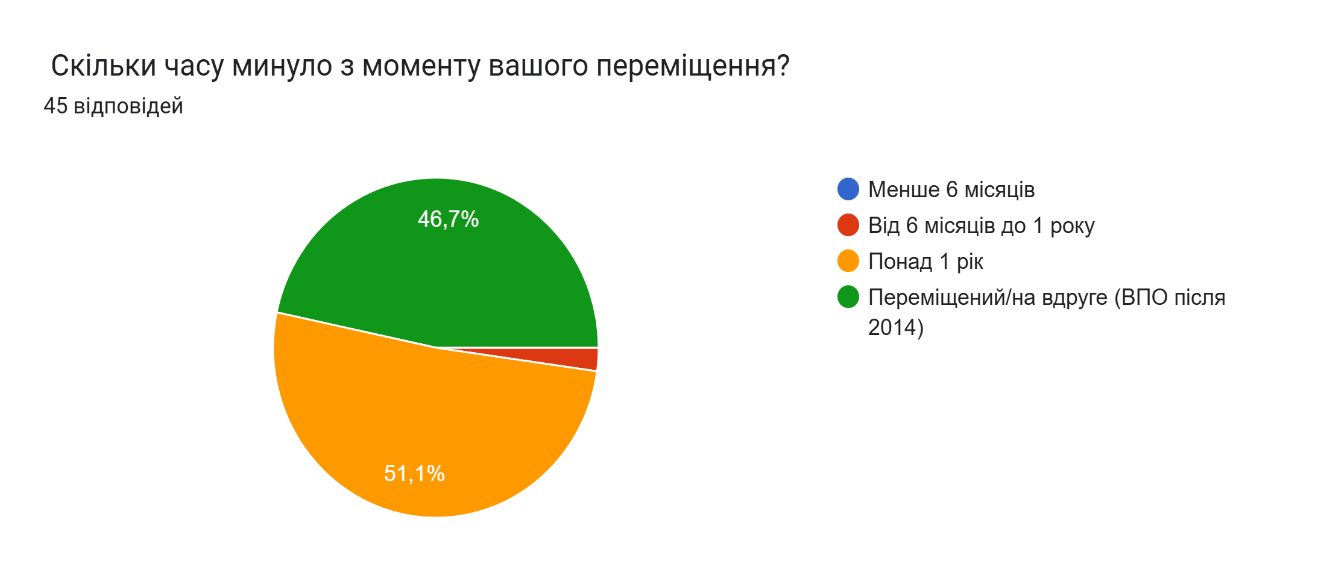 Скільки часу минуло з моменту вашого переміщення?
45 відповідей
46,7%
51,1%
Менше 6 місяців
Від 6 місяців до 1 року
Понад 1 рік
Переміщений/на вдруге (ВПО після
2014)